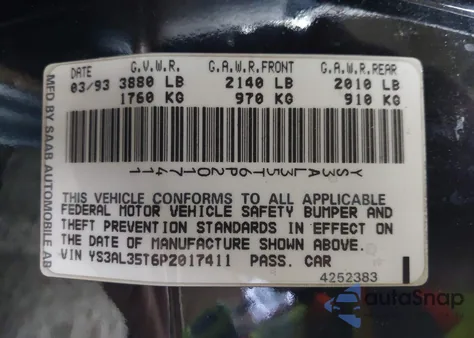 DATE G.V.W.R. G.A.W.R.FRONT G.A.W.R.REAR
03/93 3880 LB 2140 LB 2010 LB
1760 KG 970 KG 910 KG
MFD BY SAAB AUTOMOBILE AB
YS3AL35T6P2017411
THIS VEHICLE CONFORMS TO ALL APPLICABLE
FEDERAL MOTOR VEHICLE SAFETY BUMPER AND
THEFT PREVENTION STANDARDS IN EFFECT ON
THE DATE OF MANUFACTURE SHOWN ABOVE.
VIN YS3AL35T6P2017411 PASS. CAR
4252383
autoSnap